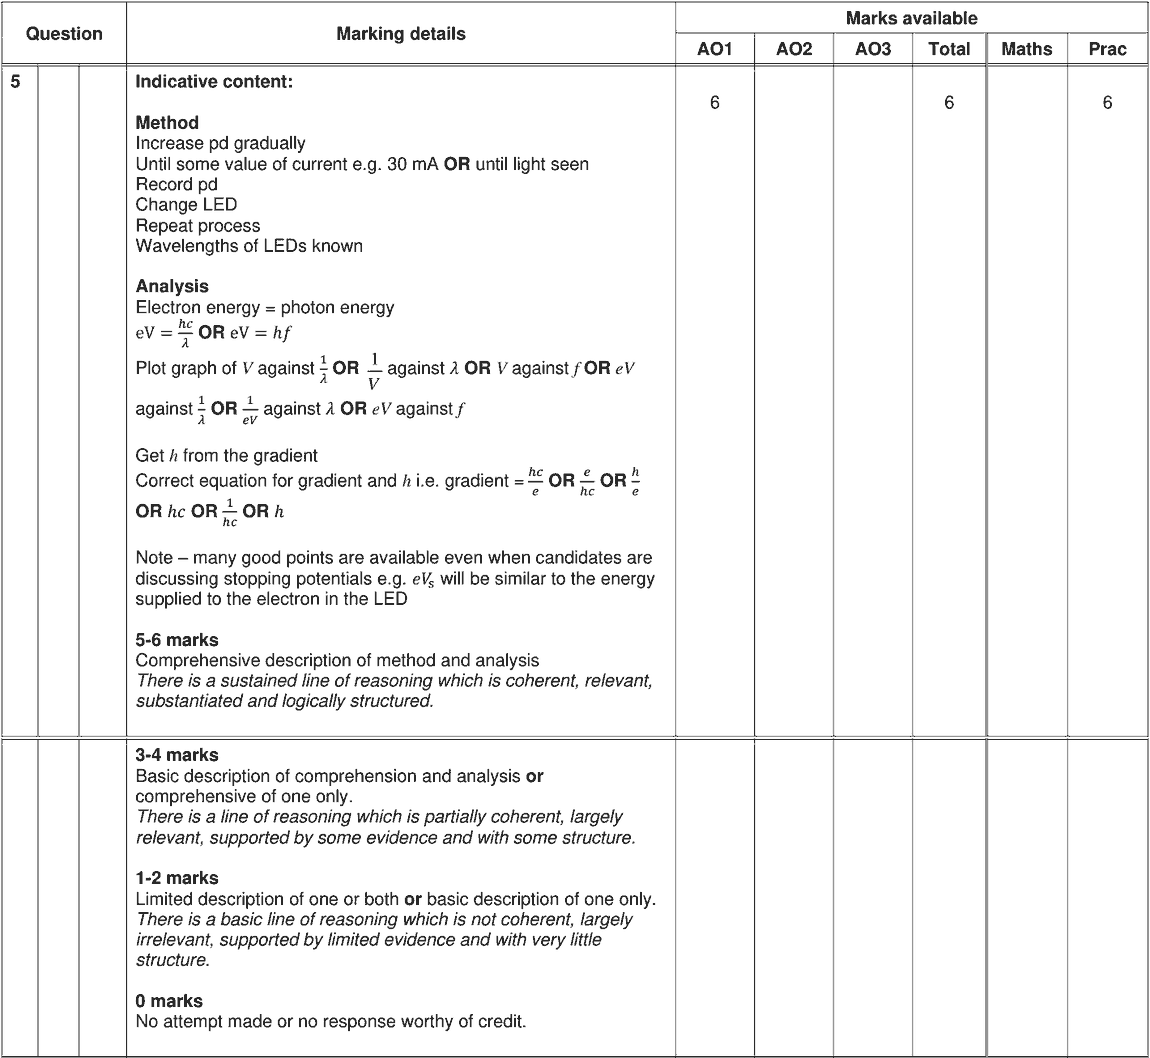 Question
Marking details
Marks available
AO1 AO2 AO3 Total Maths Prac
5
Indicative content:
6 6 6
Method
Increase pd gradually
Until some value of current e.g. 30 mA OR until light seen
Record pd
Change LED
Repeat process
Wavelengths of LEDs known
Analysis
Electron energy = photon energy
eV = hc/λ OR eV = hf
Plot graph of V against 1/λ OR 1/V against λ OR V against f OR eV
against 1/λ OR 1/eV against λ OR eV against f
Get h from the gradient
Correct equation for gradient and h i.e. gradient = hc/e OR e/hc OR h/e
OR hc OR 1/hc OR h
Note – many good points are available even when candidates are
discussing stopping potentials e.g. eVs will be similar to the energy
supplied to the electron in the LED
5-6 marks
Comprehensive description of method and analysis
There is a sustained line of reasoning which is coherent, relevant,
substantiated and logically structured.
3-4 marks
Basic description of comprehension and analysis or
comprehensive of one only.
There is a line of reasoning which is partially coherent, largely
relevant, supported by some evidence and with some structure.
1-2 marks
Limited description of one or both or basic description of one only.
There is a basic line of reasoning which is not coherent, largely
irrelevant, supported by limited evidence and with very little
structure.
0 marks
No attempt made or no response worthy of credit.